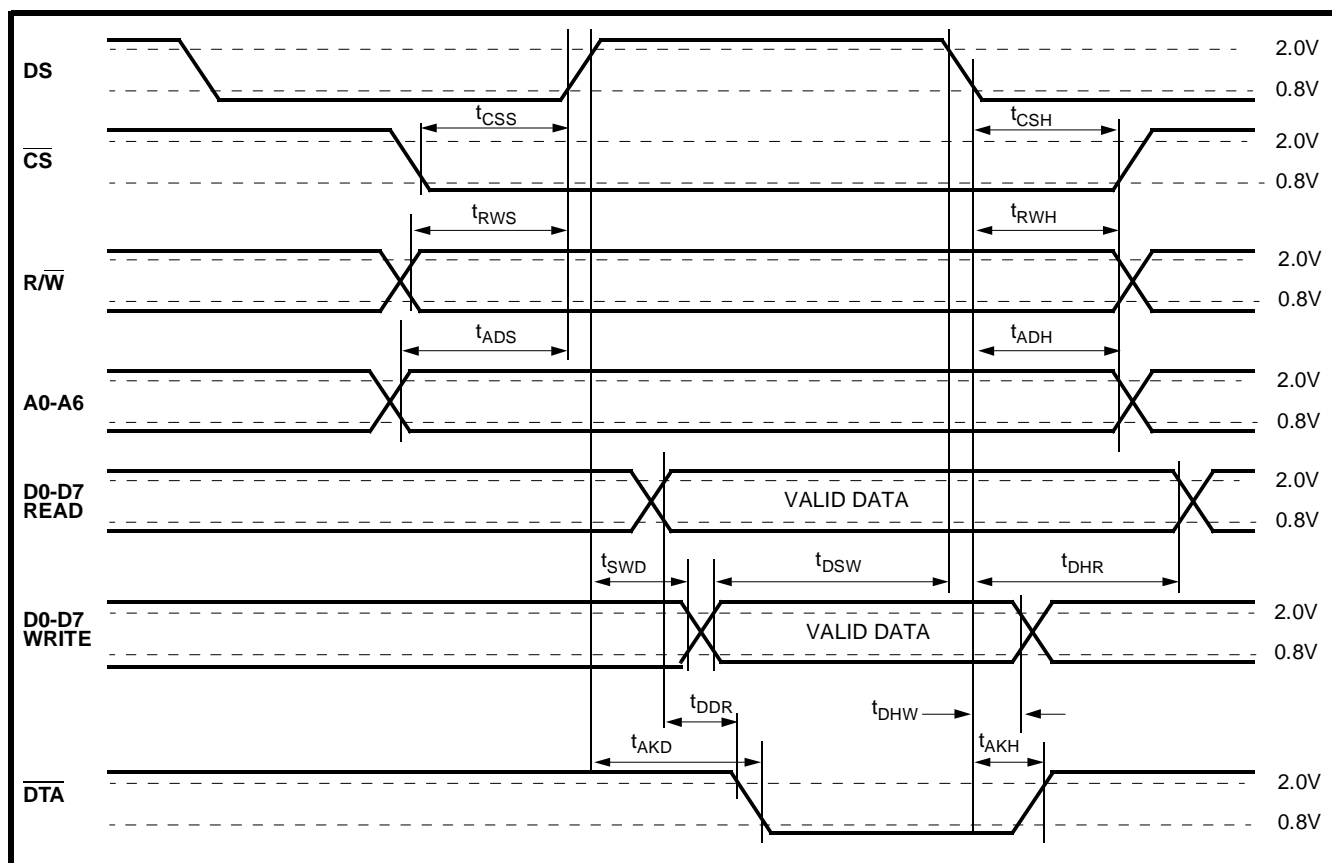 DS
2.0V
0.8V
tCSS
tCSH
CS
2.0V
0.8V
tRWS
tRWH
R/W
2.0V
0.8V
tADS
tADH
A0-A6
2.0V
0.8V
D0-D7
READ
VALID DATA
2.0V
0.8V
tSWD
tDSW
tDHR
D0-D7
WRITE
VALID DATA
2.0V
0.8V
tDDR
tDHW
tAKD
tAKH
DTA
2.0V
0.8V